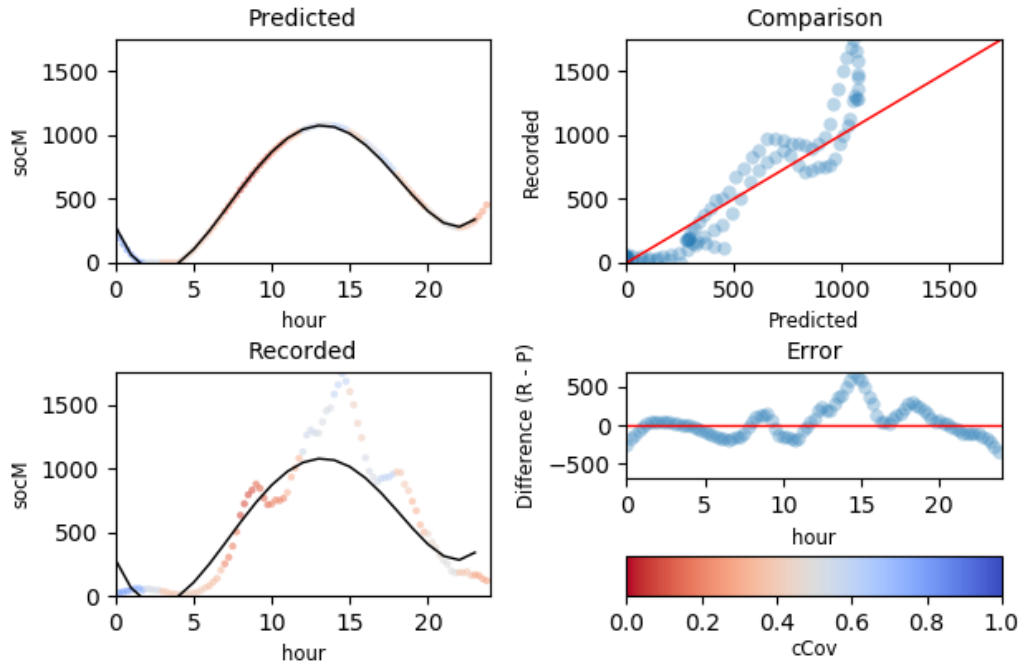 Predicted
1500
1000
500
0
socM
0 5 10 15 20
hour
Comparison
1500
1000
500
0
Recorded
0 500 1000 1500
Predicted
Recorded
1500
1000
500
0
socM
0 5 10 15 20
hour
Error
500
0
−500
Difference (R - P)
0 5 10 15 20
hour
0.0 0.2 0.4 0.6 0.8 1.0
cCov